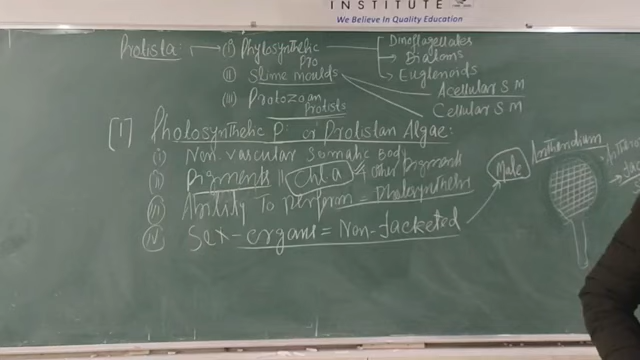 INSTITUTE
We Believe In Quality Education
Protista: → (i) Phylosynthetic Pro
Dinoflagellates
→ Diatoms
→ Euglenoids
(ii) Slime moulds
Acellular S M
Cellular S M
(iii) Protozoan Protists
[1] Photosynthetic P: or Protistan Algae:
(i) Non-vascular Somatic Body
(ii) Pigments = Chl.a + other Pigments
(iii) Ability To Perform = Photosynthesis
(iv) Sex-organs = Non-Jacketed
Male
Antheridium